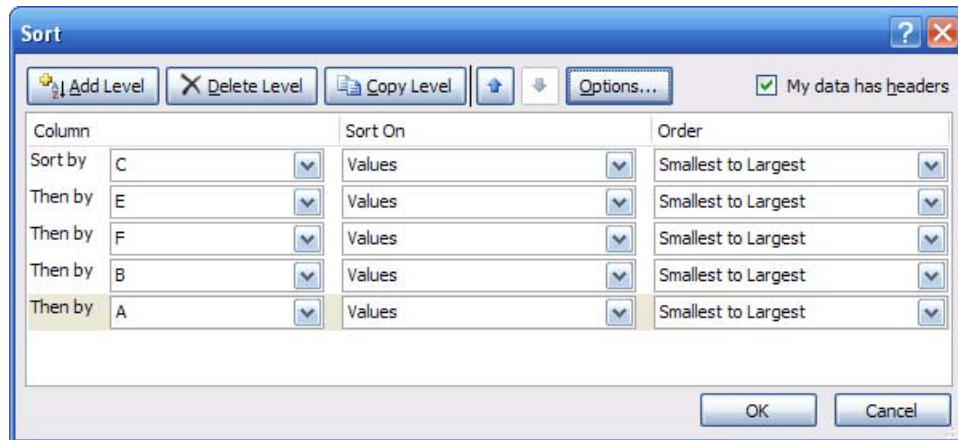 Sort
Add Level Delete Level Copy Level Options... My data has headers
Column Sort On Order
Sort by C Values Smallest to Largest
Then by E Values Smallest to Largest
Then by F Values Smallest to Largest
Then by B Values Smallest to Largest
Then by A Values Smallest to Largest
OK Cancel